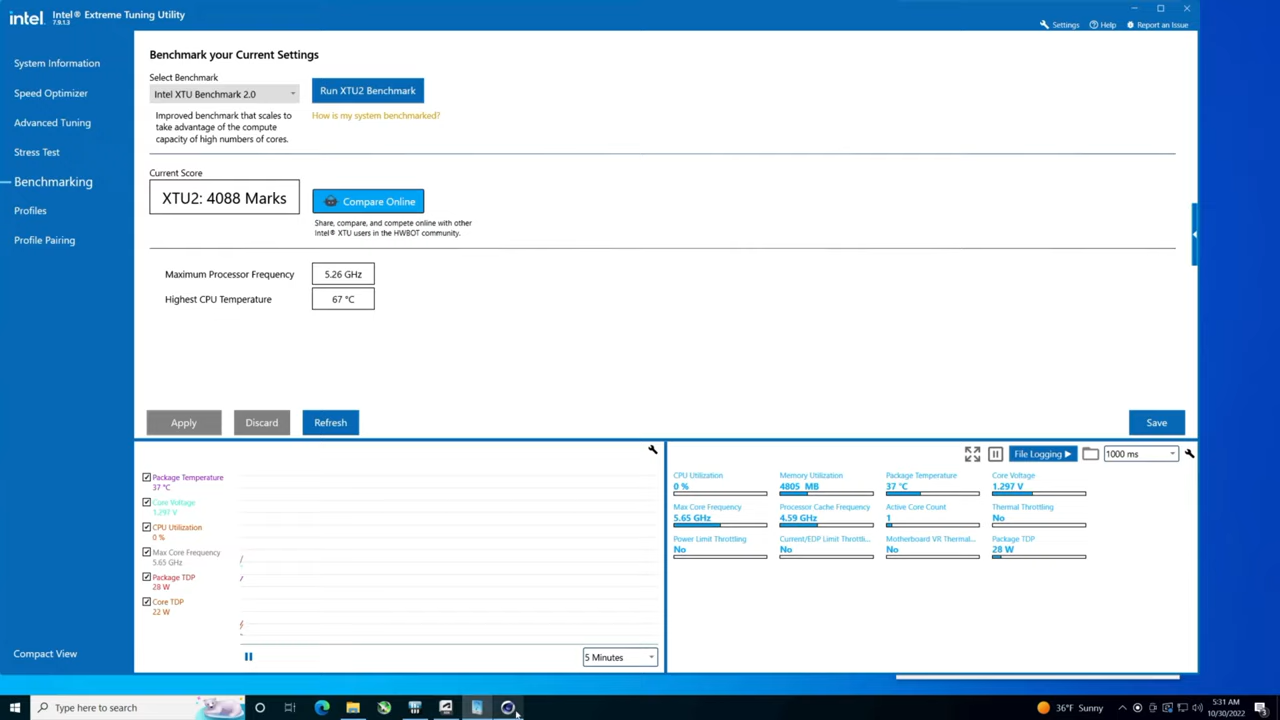 intel
Intel® Extreme Tuning Utility
7.9.1.3
Settings
Help
Report an Issue
System Information
Speed Optimizer
Advanced Tuning
Stress Test
Benchmarking
Profiles
Profile Pairing
Compact View
Benchmark your Current Settings
Select Benchmark
Intel XTU Benchmark 2.0
Run XTU2 Benchmark
Improved benchmark that scales to
take advantage of the compute
capacity of high numbers of cores.
How is my system benchmarked?
Current Score
XTU2: 4088 Marks
Compare Online
Share, compare, and compete online with other
Intel® XTU users in the HWBOT community.
Maximum Processor Frequency
5.26 GHz
Highest CPU Temperature
67 °C
Apply
Discard
Refresh
Save
Package Temperature
37 °C
Core Voltage
1.297 V
CPU Utilization
0 %
Max Core Frequency
5.65 GHz
Package TDP
28 W
Core TDP
22 W
5 Minutes
File Logging
1000 ms
CPU Utilization
0 %
Memory Utilization
4805 MB
Package Temperature
37 °C
Core Voltage
1.297 V
Max Core Frequency
5.65 GHz
Processor Cache Frequency
4.59 GHz
Active Core Count
1
Thermal Throttling
No
Power Limit Throttling
No
Current/EDP Limit Throttli...
No
Motherboard VR Thermal...
No
Package TDP
28 W
Type here to search
36°F Sunny
5:31 AM
10/30/2022
3